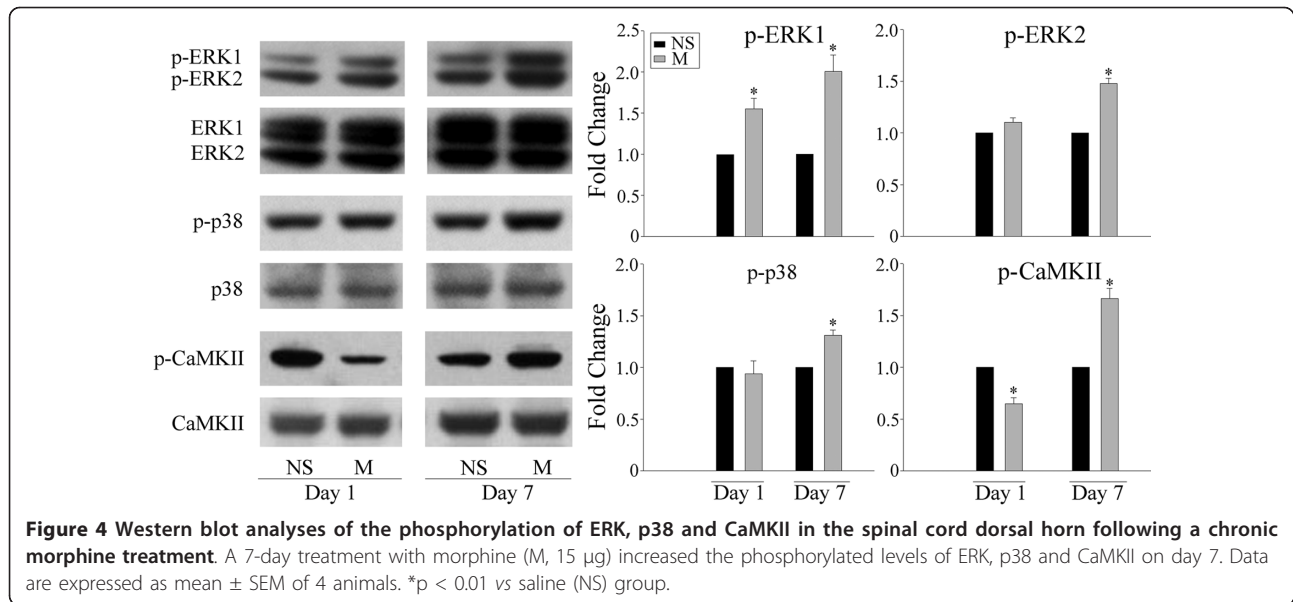 p-ERK1
p-ERK2
ERK1
ERK2
p-p38
p38
p-CaMKII
CaMKII
NS M NS M
Day 1 Day 7
NS
M
p-ERK1
Fold Change
2.5
2.0
1.5
1.0
0.5
0
* *
p-ERK2
2.0
1.5
1.0
0.5
0
*
p-p38
Fold Change
2.0
1.5
1.0
0.5
0
*
Day 1 Day 7
p-CaMKII
2.0
1.5
1.0
0.5
0
* *
Day 1 Day 7
Figure 4 Western blot analyses of the phosphorylation of ERK, p38 and CaMKII in the spinal cord dorsal horn following a chronic
morphine treatment. A 7-day treatment with morphine (M, 15 μg) increased the phosphorylated levels of ERK, p38 and CaMKII on day 7. Data
are expressed as mean ± SEM of 4 animals. *p < 0.01 vs saline (NS) group.